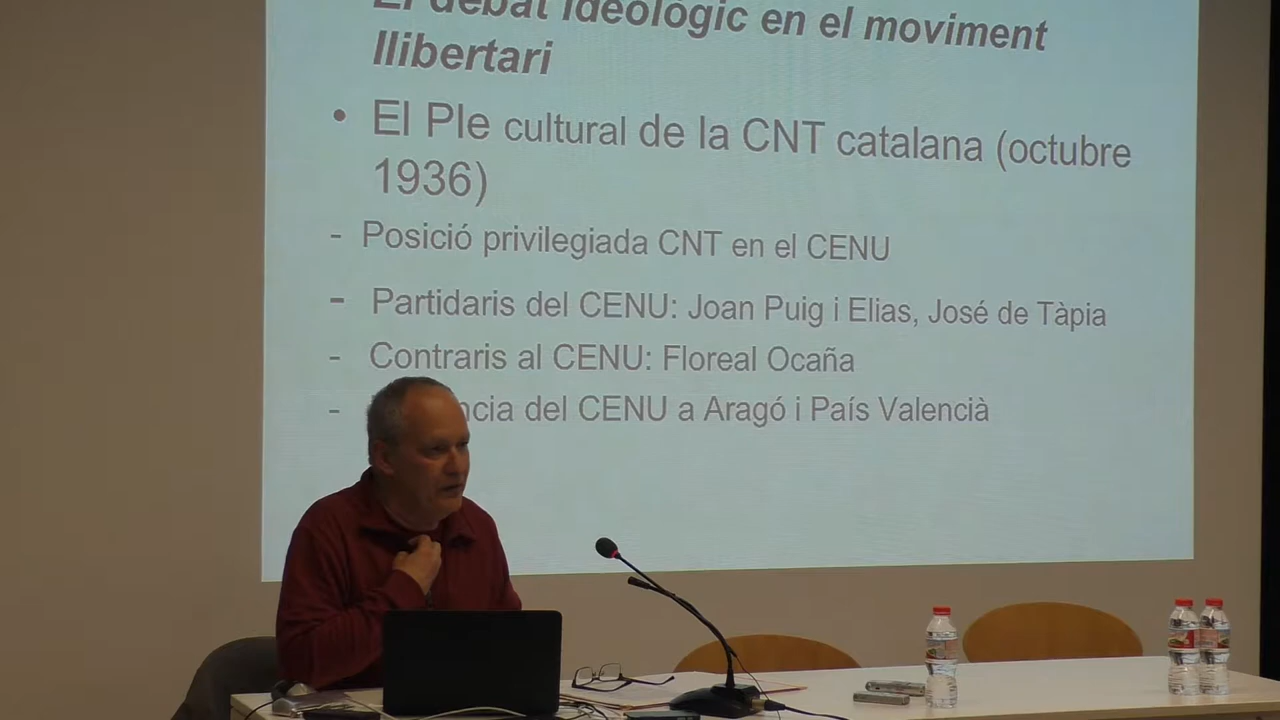 El debat ideològic en el moviment
llibertari
• El Ple cultural de la CNT catalana (octubre
1936)
- Posició privilegiada CNT en el CENU
- Partidaris del CENU: Joan Puig i Elias, José de Tàpia
- Contraris al CENU: Floreal Ocaña
- del CENU a Aragó i País Valencià